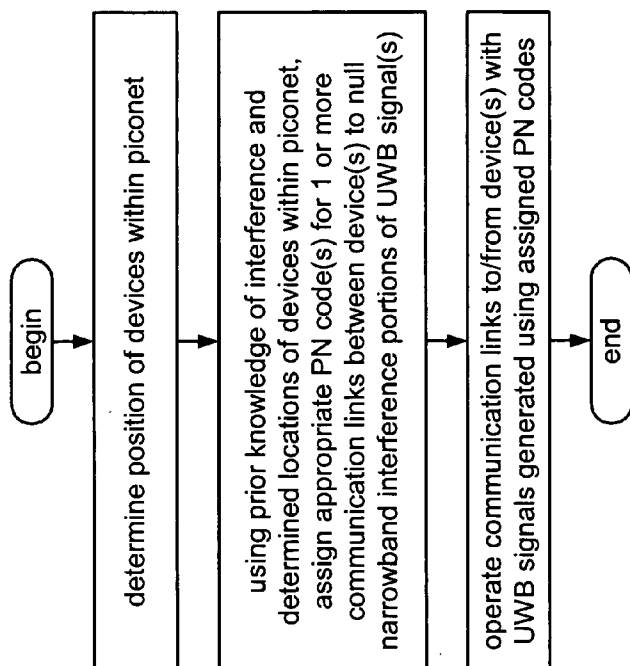 begin
determine position of devices within piconet
using prior knowledge of interference and
determined locations of devices within piconet,
assign appropriate PN code(s) for 1 or more
communication links between device(s) to null
narrowband interference portions of UWB signal(s)
operate communication links to/from device(s) with
UWB signals generated using assigned PN codes
end